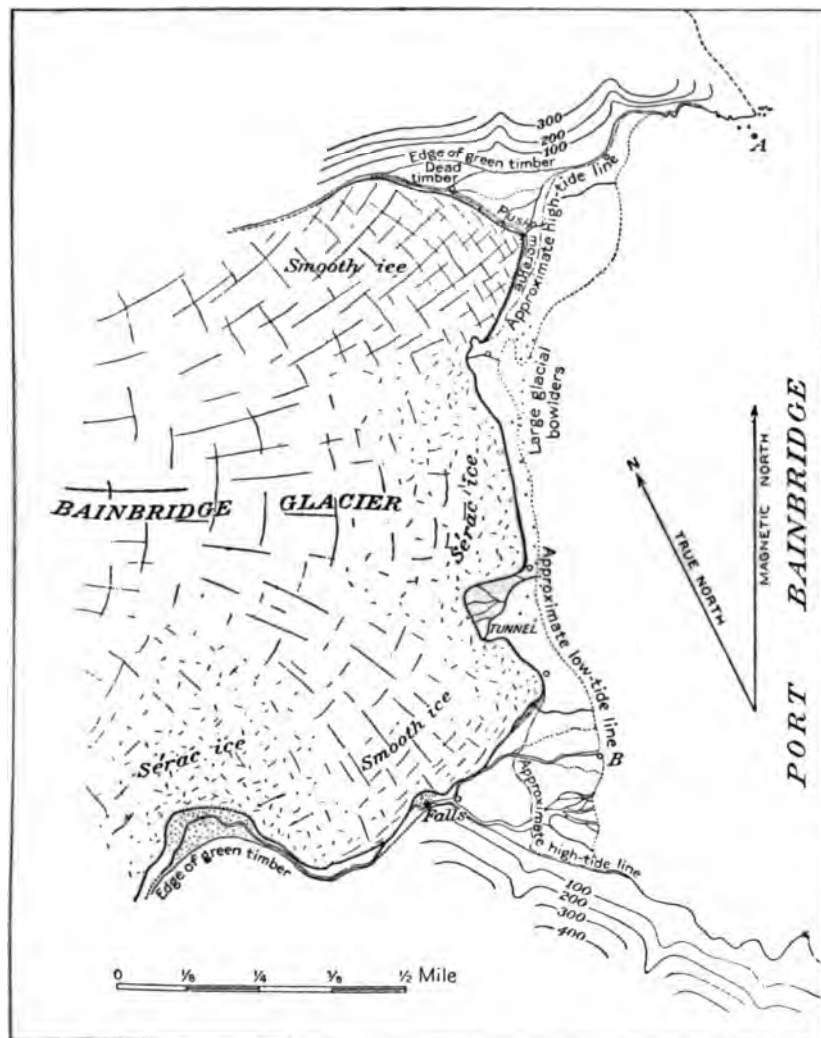 300
200
100
A
Edge of green timber
Dead
timber
Push
moraine
Approximate high-tide line
Smooth ice
Large glacial
bowlders
BAINBRIDGE GLACIER
Sérac ice
N
TRUE NORTH
MAGNETIC NORTH
PORT BAINBRIDGE
TUNNEL
Approximate low-tide line
Smooth ice
Sérac ice
B
Approximate
high-tide line
Falls
Edge of green timber
100
200
300
400
0 1/8 1/4 3/8 1/2 Mile